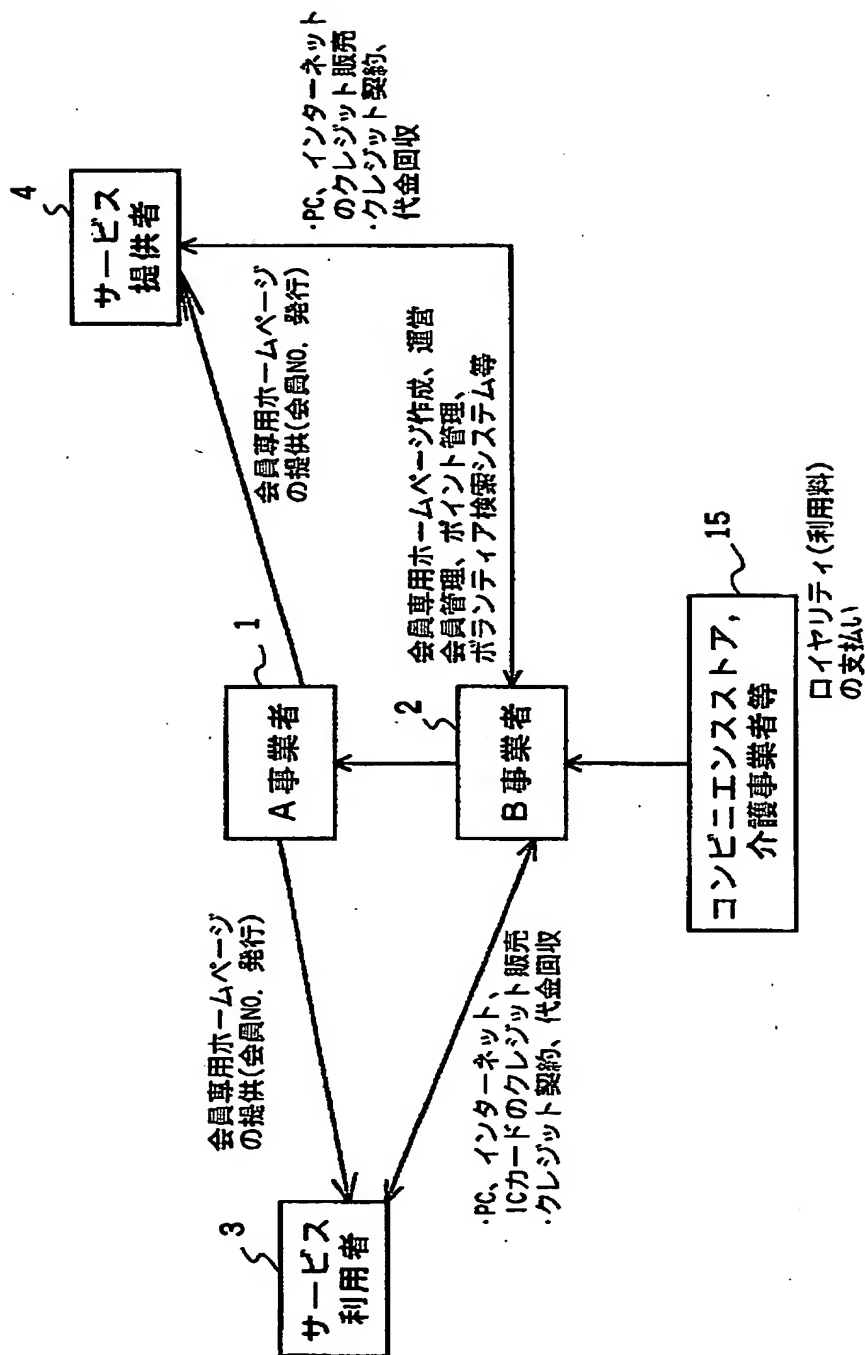 4
サービス
提供者
・PC、インターネット
のクレジット販売
・クレジット契約、
代金回収
会員専用ホームページ
の提供(会員NO. 発行)
1
A事業者
会員専用ホームページ
の提供(会員NO. 発行)
3
サービス
利用者
会員専用ホームページ作成、運営
会員管理、ポイント管理、
ボランティア検索システム等
2
B事業者
・PC、インターネット、
ICカードのクレジット販売
・クレジット契約、代金回収
15
コンビニエンスストア,
介護事業者等
ロイヤリティ(利用料)
の支払い